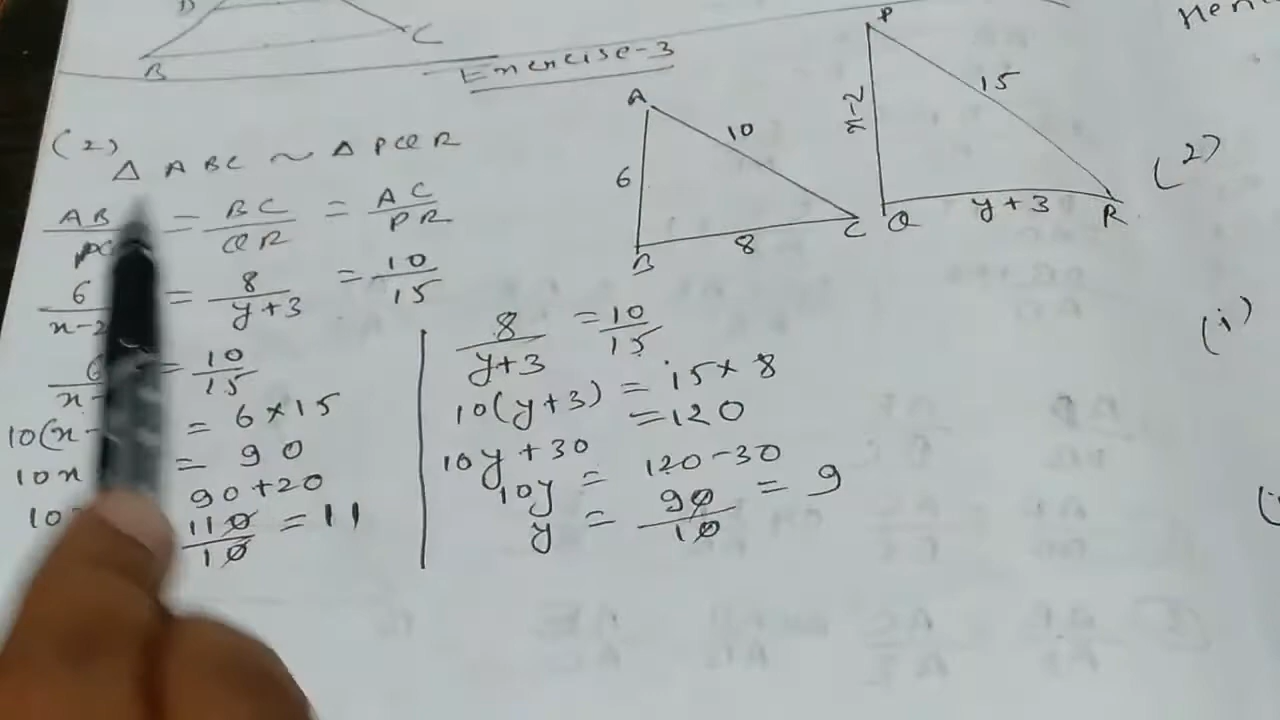 D
C
B
Exercise-3
(2)
Δ ABC ~ Δ PQR
AB = BC/QR = AC/PR
6 = 8/y+3 = 10/15
= 10/15
= 6×15
10x = 90
90+20
110/10 = 11
8/y+3 = 10/15
10(y+3) = 15×8
10y+30 = 120
10y = 120-30
y = 90/10 = 9
A
10
6
B
8
C
P
15
x-2
Q
y+3
R
(2)
(i)